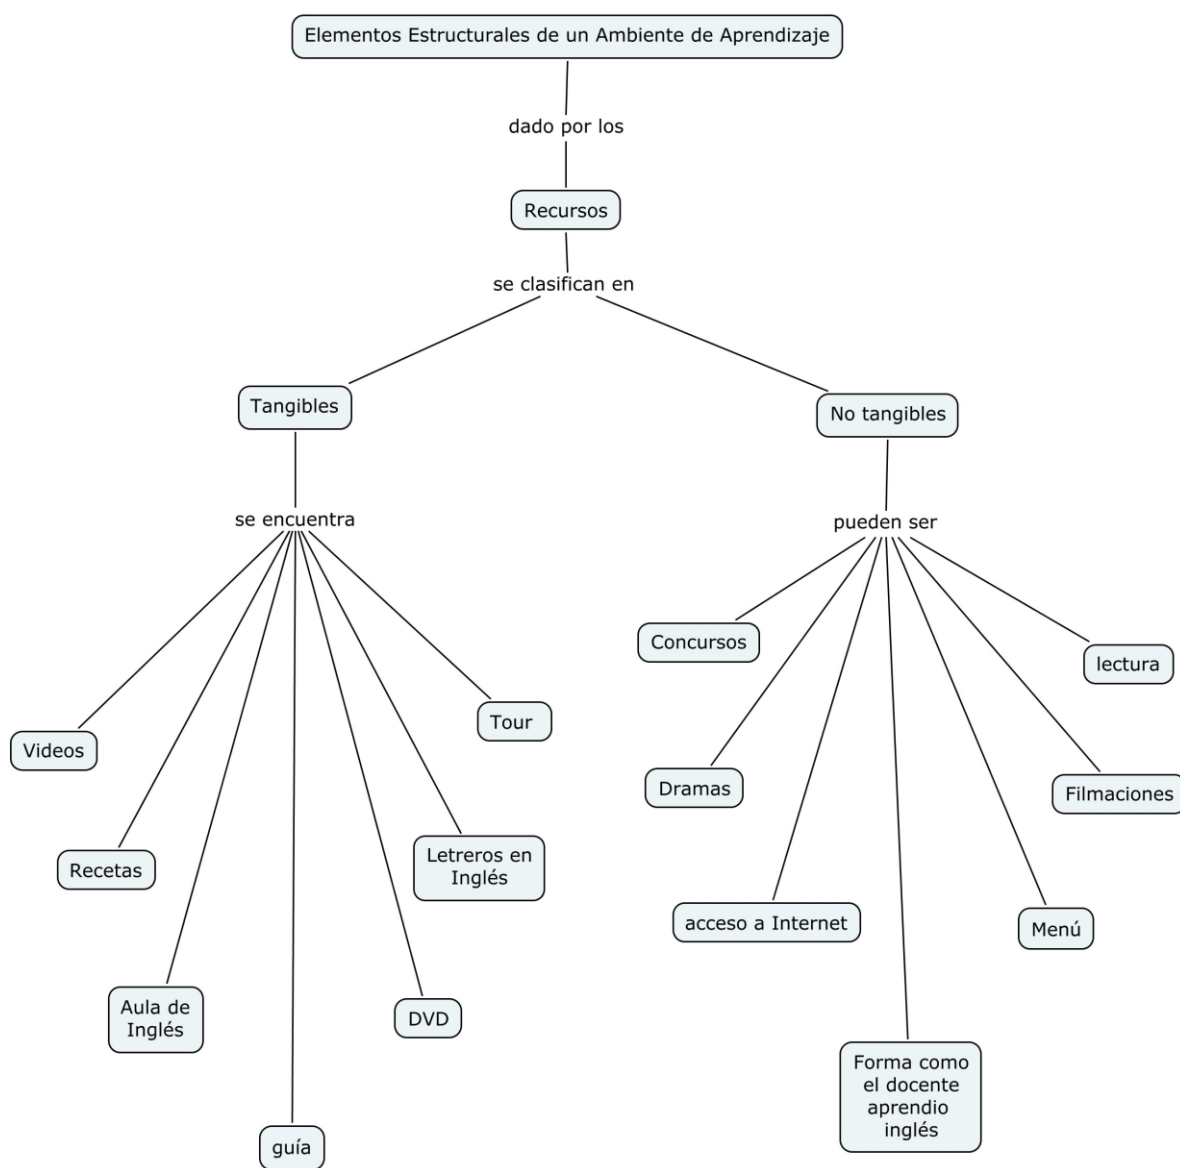 Elementos Estructurales de un Ambiente de Aprendizaje
dado por los
Recursos
se clasifican en
Tangibles
No tangibles
se encuentra
pueden ser
Concursos
lectura
Tour
Videos
Dramas
Filmaciones
Recetas
Letreros en
Inglés
acceso a Internet
Menú
Aula de
Inglés
DVD
Forma como
el docente
aprendio
inglés
guía